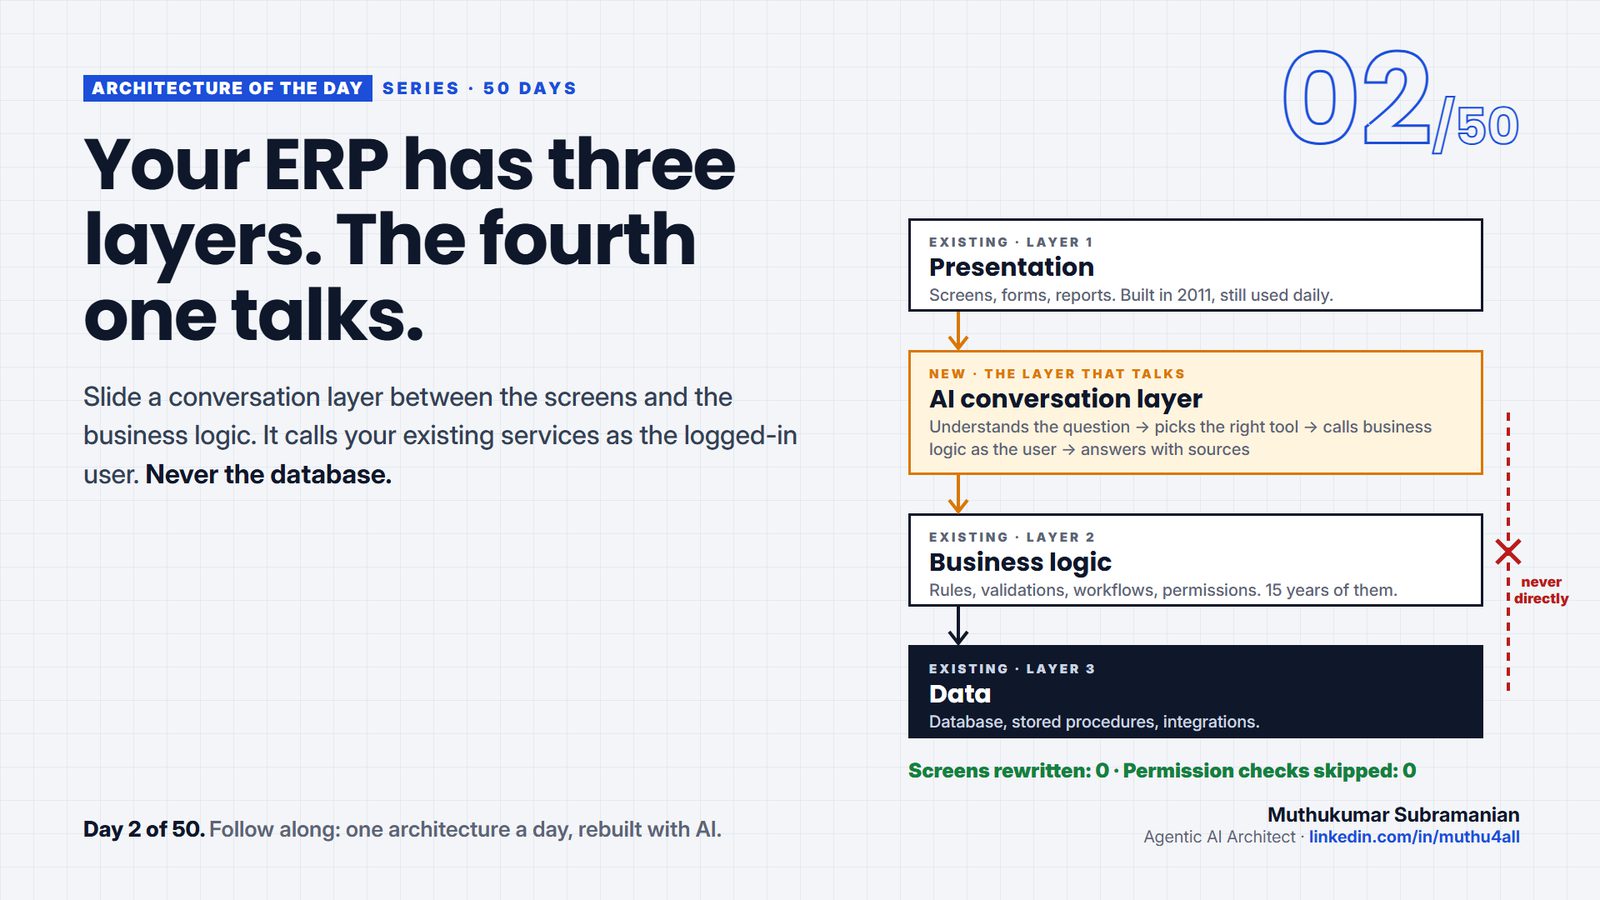 ARCHITECTURE OF THE DAY SERIES · 50 DAYS
02/50
Your ERP has three
layers. The fourth
one talks.
Slide a conversation layer between the screens and the
business logic. It calls your existing services as the logged-in
user. Never the database.
EXISTING · LAYER 1
Presentation
Screens, forms, reports. Built in 2011, still used daily.
NEW · THE LAYER THAT TALKS
AI conversation layer
Understands the question → picks the right tool → calls business
logic as the user → answers with sources
EXISTING · LAYER 2
Business logic
Rules, validations, workflows, permissions. 15 years of them.
never
directly
EXISTING · LAYER 3
Data
Database, stored procedures, integrations.
Screens rewritten: 0 · Permission checks skipped: 0
Day 2 of 50. Follow along: one architecture a day, rebuilt with AI.
Muthukumar Subramanian
Agentic AI Architect · linkedin.com/in/muthu4all